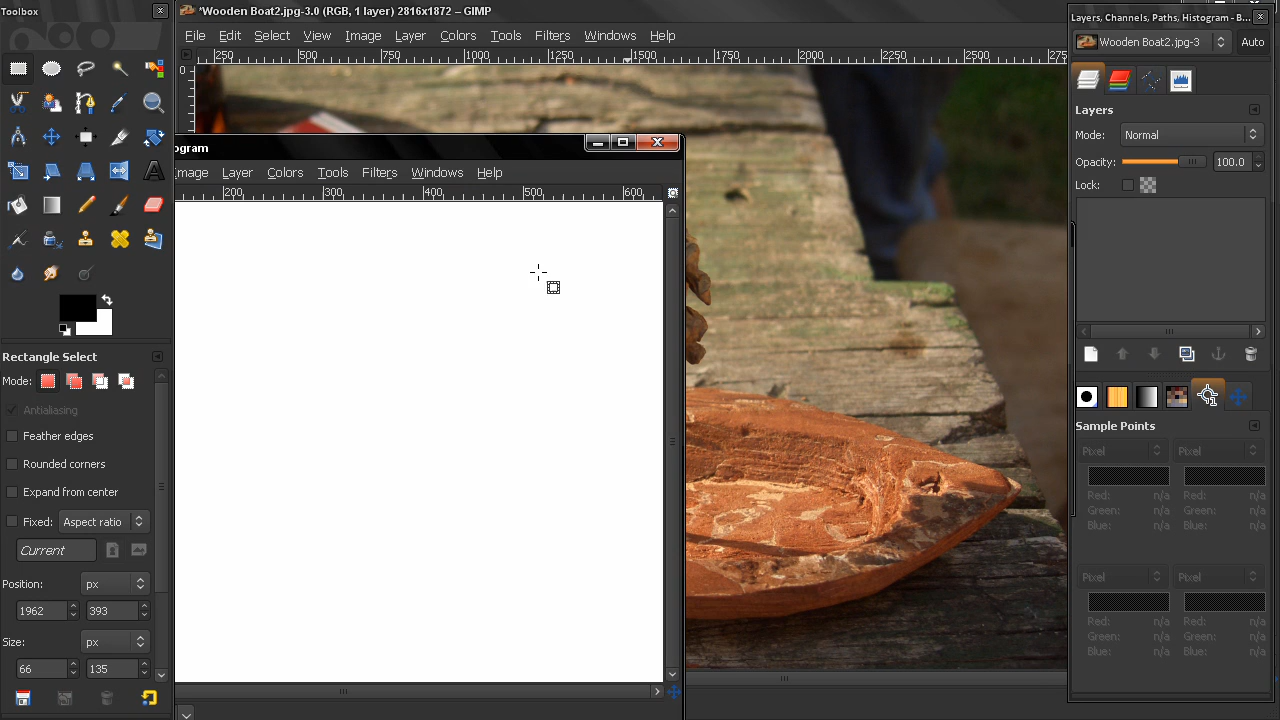 Toolbox
*Wooden Boat2.jpg-3.0 (RGB, 1 layer) 2816x1872 – GIMP
File Edit Select View Image Layer Colors Tools Filters Windows Help
250 500 750 1000 1250 1500 1750 2000 2250 2500
0
ogram
mage Layer Colors Tools Filters Windows Help
200 300 400 500 600
Rectangle Select
Mode:
Antialiasing
Feather edges
Rounded corners
Expand from center
Fixed: Aspect ratio
Current
Position: px
1962 393
Size: px
66 135
Layers, Channels, Paths, Histogram - B...
Wooden Boat2.jpg-3 Auto
Layers
Mode: Normal
Opacity: 100.0
Lock:
Sample Points
Pixel Pixel
Red: n/a Red: n/a
Green: n/a Green: n/a
Blue: n/a Blue: n/a
Pixel Pixel
Red: n/a Red: n/a
Green: n/a Green: n/a
Blue: n/a Blue: n/a